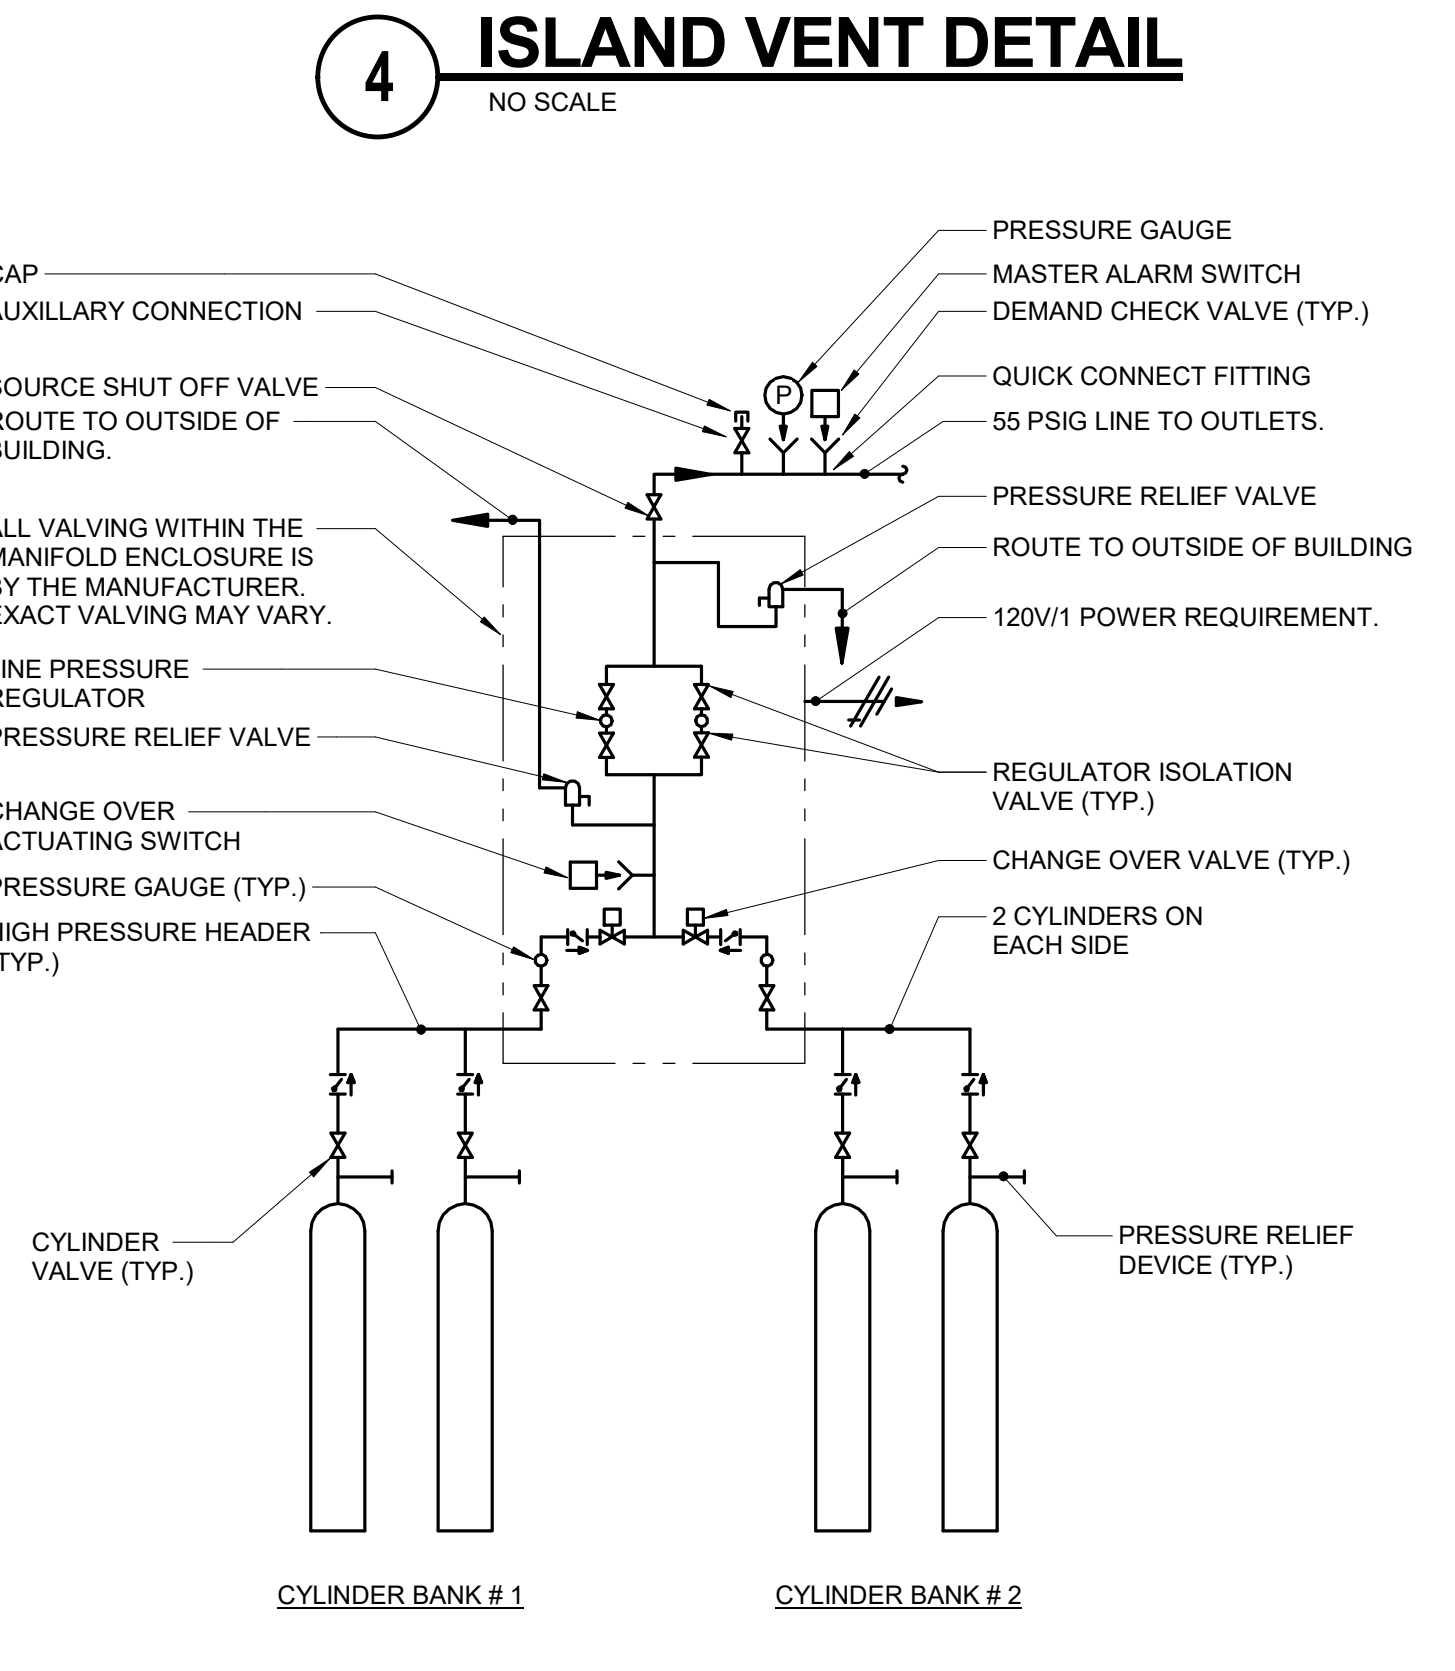 4
ISLAND VENT DETAIL
NO SCALE
CAP
AUXILLARY CONNECTION
SOURCE SHUT OFF VALVE
ROUTE TO OUTSIDE OF
BUILDING.
ALL VALVING WITHIN THE
MANIFOLD ENCLOSURE IS
BY THE MANUFACTURER.
EXACT VALVING MAY VARY.
LINE PRESSURE
REGULATOR
PRESSURE RELIEF VALVE
CHANGE OVER
ACTUATING SWITCH
PRESSURE GAUGE (TYP.)
HIGH PRESSURE HEADER
(TYP.)
CYLINDER
VALVE (TYP.)
P
PRESSURE GAUGE
MASTER ALARM SWITCH
DEMAND CHECK VALVE (TYP.)
QUICK CONNECT FITTING
55 PSIG LINE TO OUTLETS.
PRESSURE RELIEF VALVE
ROUTE TO OUTSIDE OF BUILDING
120V/1 POWER REQUIREMENT.
REGULATOR ISOLATION
VALVE (TYP.)
CHANGE OVER VALVE (TYP.)
2 CYLINDERS ON
EACH SIDE
PRESSURE RELIEF
DEVICE (TYP.)
CYLINDER BANK # 1
CYLINDER BANK # 2